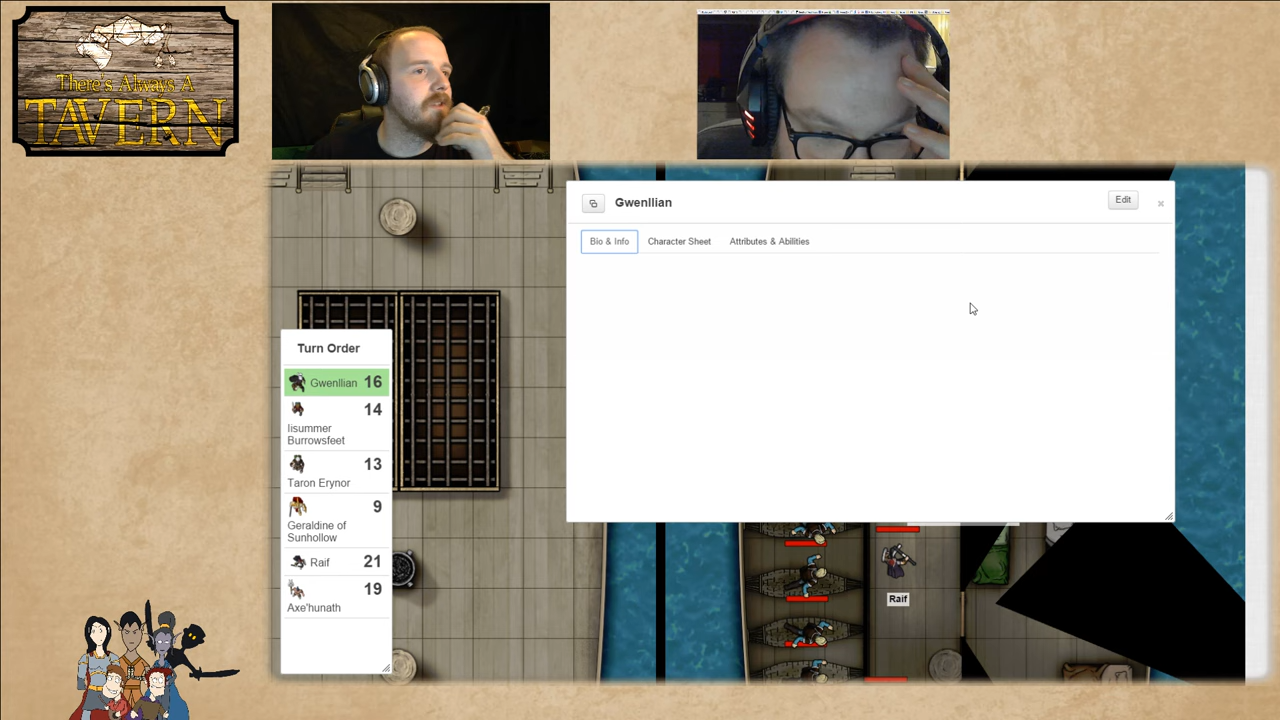 There's Always A
TAVERN
Gwenllian
Edit
×
Bio & Info
Character Sheet
Attributes & Abilities
Turn Order
Gwenllian 16
14
Iisummer
Burrowsfeet
13
Taron Erynor
9
Geraldine of
Sunhollow
Raif 21
19
Axe'hunath
Raif